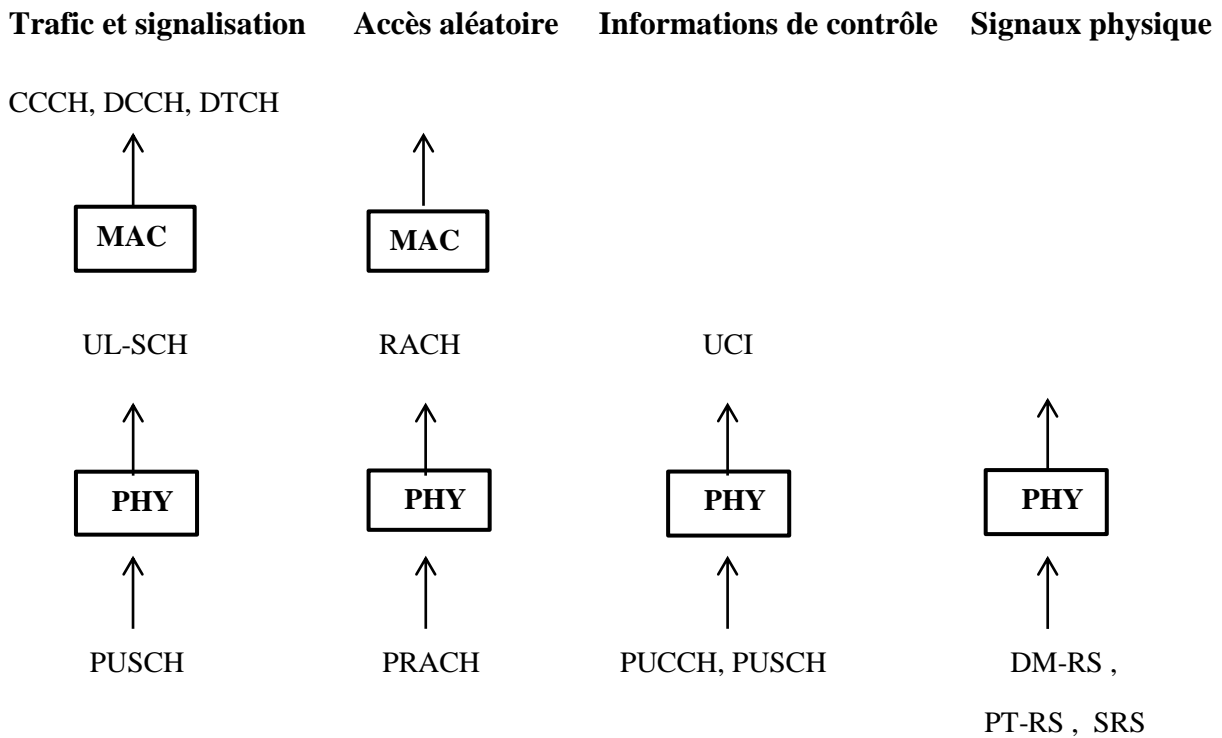 Trafic et signalisation Accès aléatoire Informations de contrôle Signaux physique
CCCH, DCCH, DTCH
MAC MAC
UL-SCH RACH UCI
PHY PHY PHY PHY
PUSCH PRACH PUCCH, PUSCH DM-RS ,
PT-RS , SRS